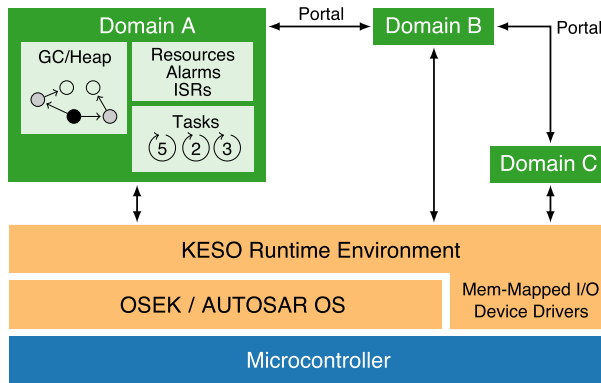 Domain A
Portal
Domain B
Portal
GC/Heap
Resources
Alarms
ISRs
Tasks
5 2 3
Domain C
KESO Runtime Environment
OSEK / AUTOSAR OS
Mem-Mapped I/O
Device Drivers
Microcontroller